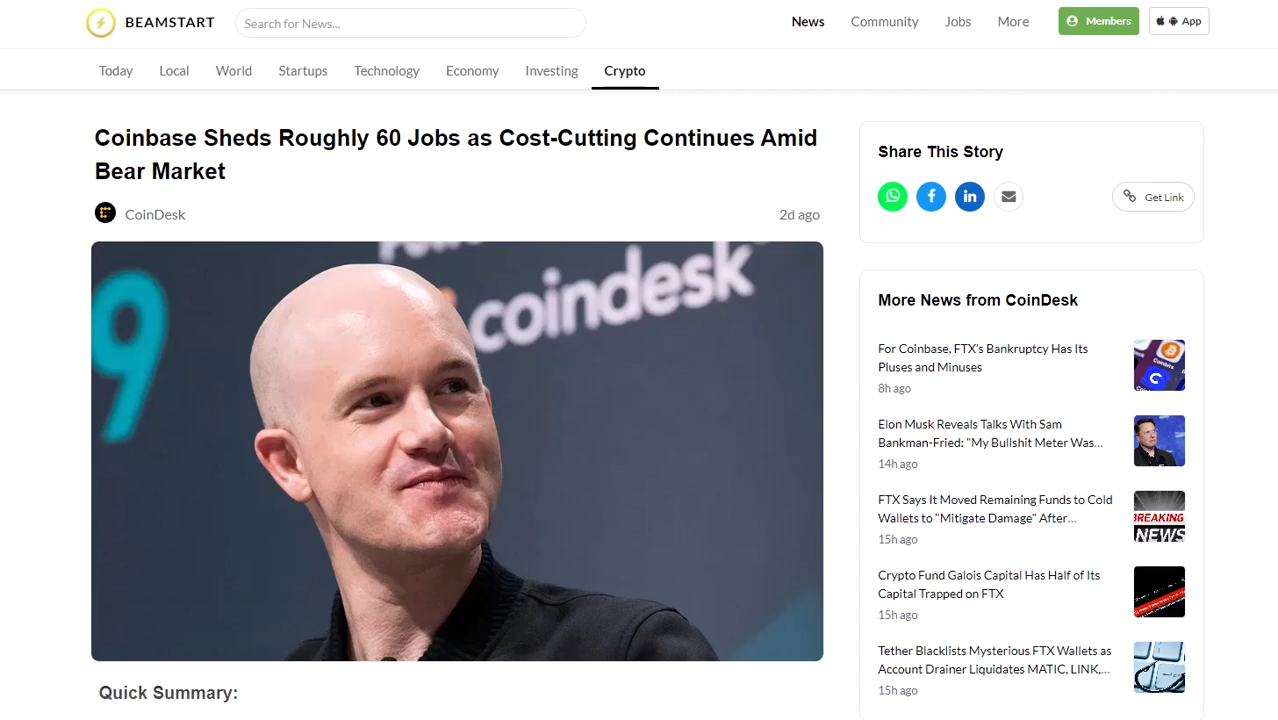 BEAMSTART
Search for News...
News
Community
Jobs
More
Members
App
Today
Local
World
Startups
Technology
Economy
Investing
Crypto
Coinbase Sheds Roughly 60 Jobs as Cost-Cutting Continues Amid
Bear Market
CoinDesk
2d ago
9
coindesk
Quick Summary:
Share This Story
Get Link
More News from CoinDesk
For Coinbase, FTX's Bankruptcy Has Its
Pluses and Minuses
8h ago
Elon Musk Reveals Talks With Sam
Bankman-Fried: "My Bullshit Meter Was...
14h ago
FTX Says It Moved Remaining Funds to Cold
Wallets to "Mitigate Damage" After...
15h ago
BREAKING
NEWS
Crypto Fund Galois Capital Has Half of Its
Capital Trapped on FTX
15h ago
Tether Blacklists Mysterious FTX Wallets as
Account Drainer Liquidates MATIC, LINK,...
15h ago